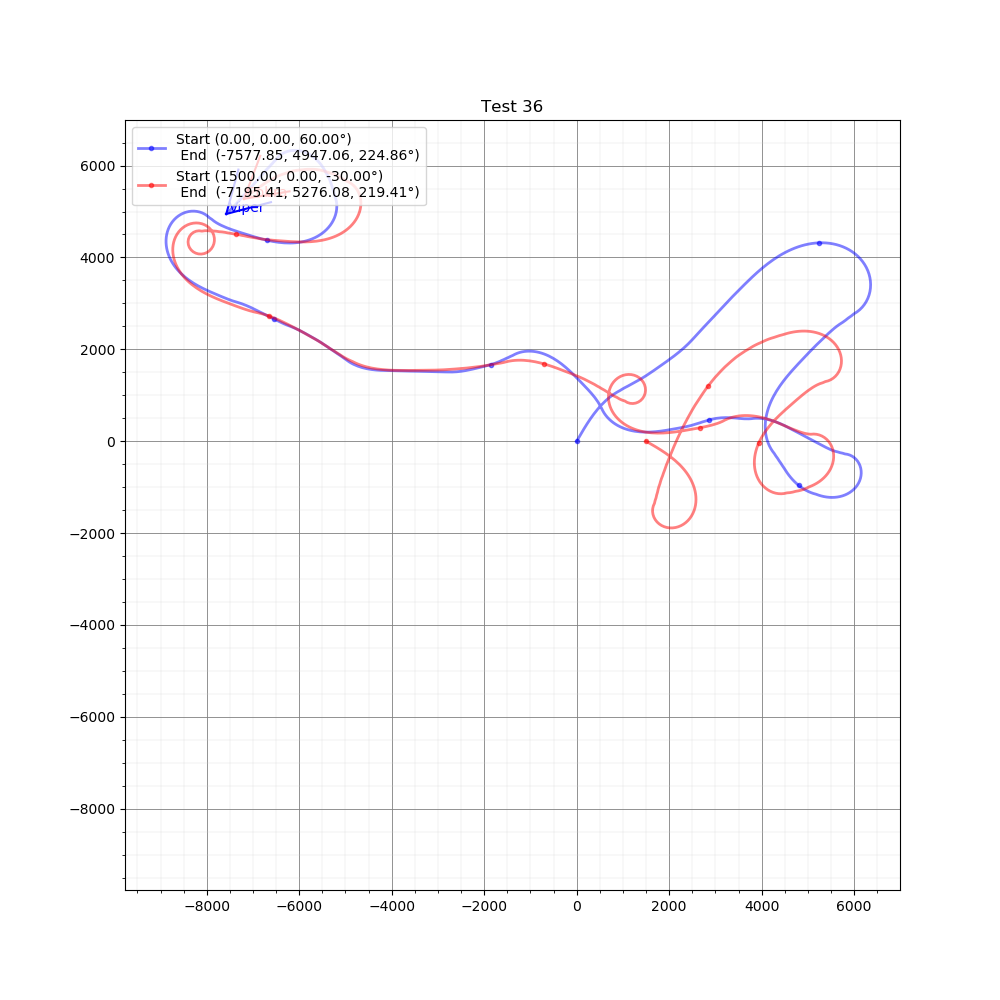 Test 36
Start (0.00, 0.00, 60.00°)
End (-7577.85, 4947.06, 224.86°)
Start (1500.00, 0.00, -30.00°)
End (-7195.41, 5276.08, 219.41°)
Viper
6000
4000
2000
0
−2000
−4000
−6000
−8000
−8000 −6000 −4000 −2000 0 2000 4000 6000